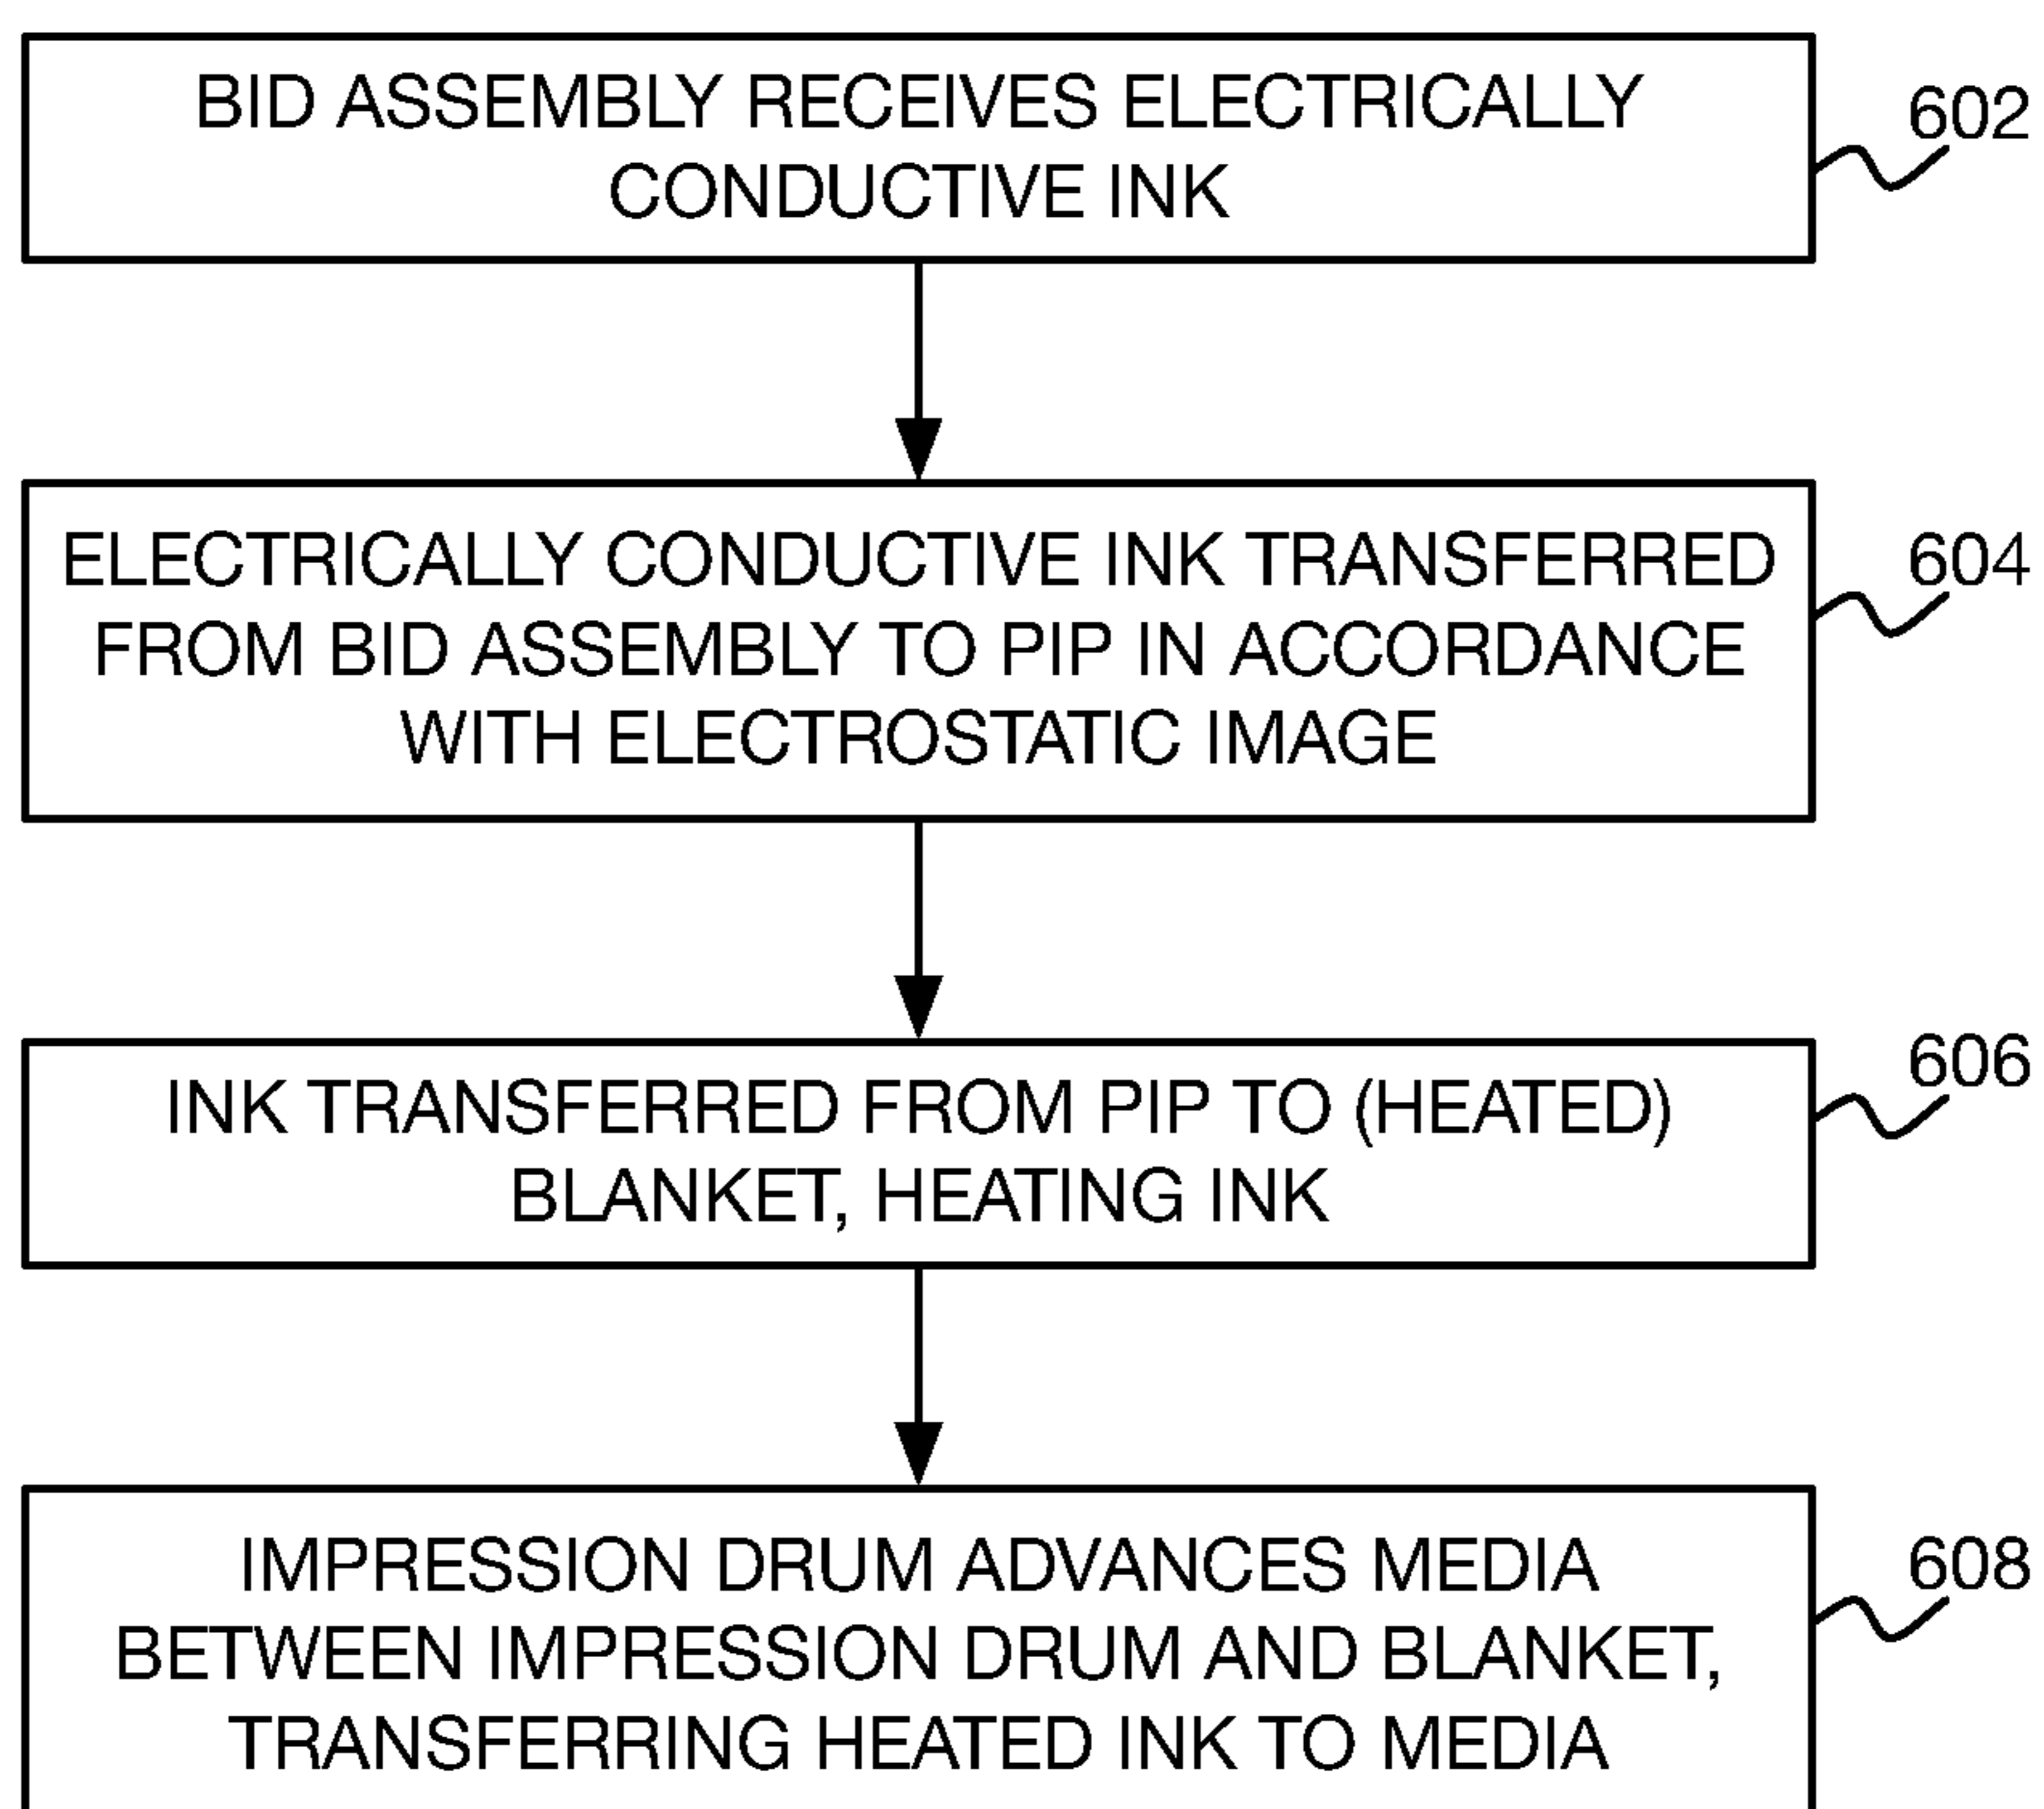 BID ASSEMBLY RECEIVES ELECTRICALLY
CONDUCTIVE INK
602
ELECTRICALLY CONDUCTIVE INK TRANSFERRED
FROM BID ASSEMBLY TO PIP IN ACCORDANCE
WITH ELECTROSTATIC IMAGE
604
INK TRANSFERRED FROM PIP TO (HEATED)
BLANKET, HEATING INK
606
IMPRESSION DRUM ADVANCES MEDIA
BETWEEN IMPRESSION DRUM AND BLANKET,
TRANSFERRING HEATED INK TO MEDIA
608